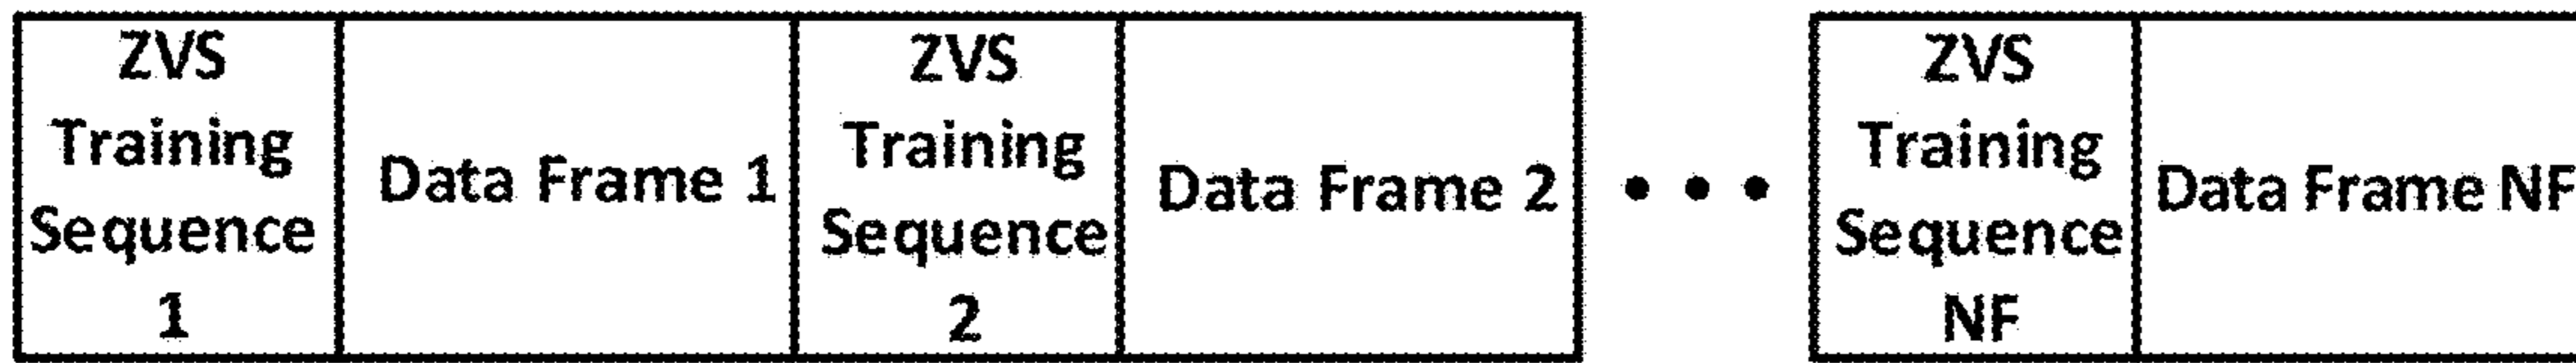 ZVS
Training
Sequence
1
Data Frame 1
ZVS
Training
Sequence
2
Data Frame 2
• • •
ZVS
Training
Sequence
NF
Data Frame NF